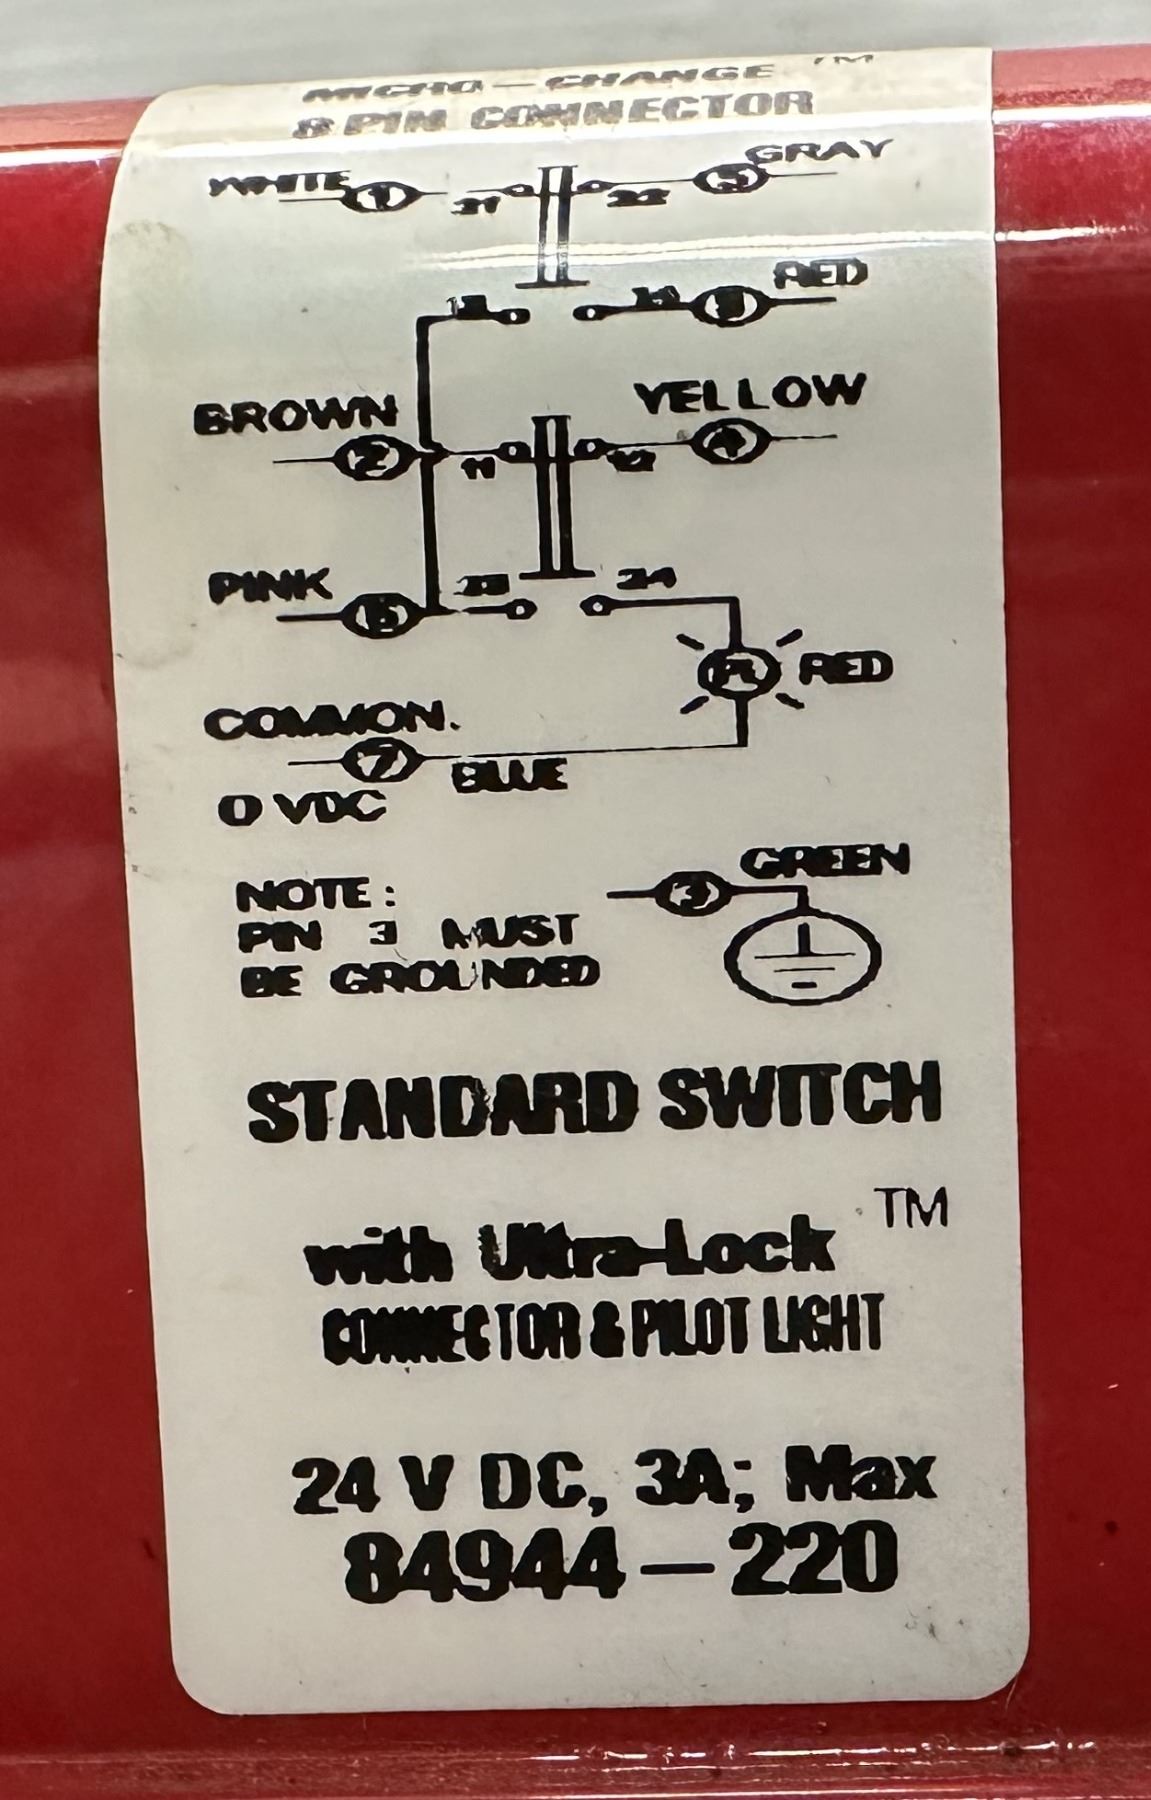 MICRO - CHANGE ™
8 PIN CONNECTOR
WHITE 1 21 22 5 GRAY
13 14 8 RED
BROWN 2 11 12 4 YELLOW
PINK 6 23 24
RED
COMMON. 7 BLUE
0 VDC
3 GREEN
NOTE:
PIN 3 MUST
BE GROUNDED
STANDARD SWITCH
with Ultra-Lock ™
CONNECTOR & PILOT LIGHT
24 V DC, 3A; Max
84944-220